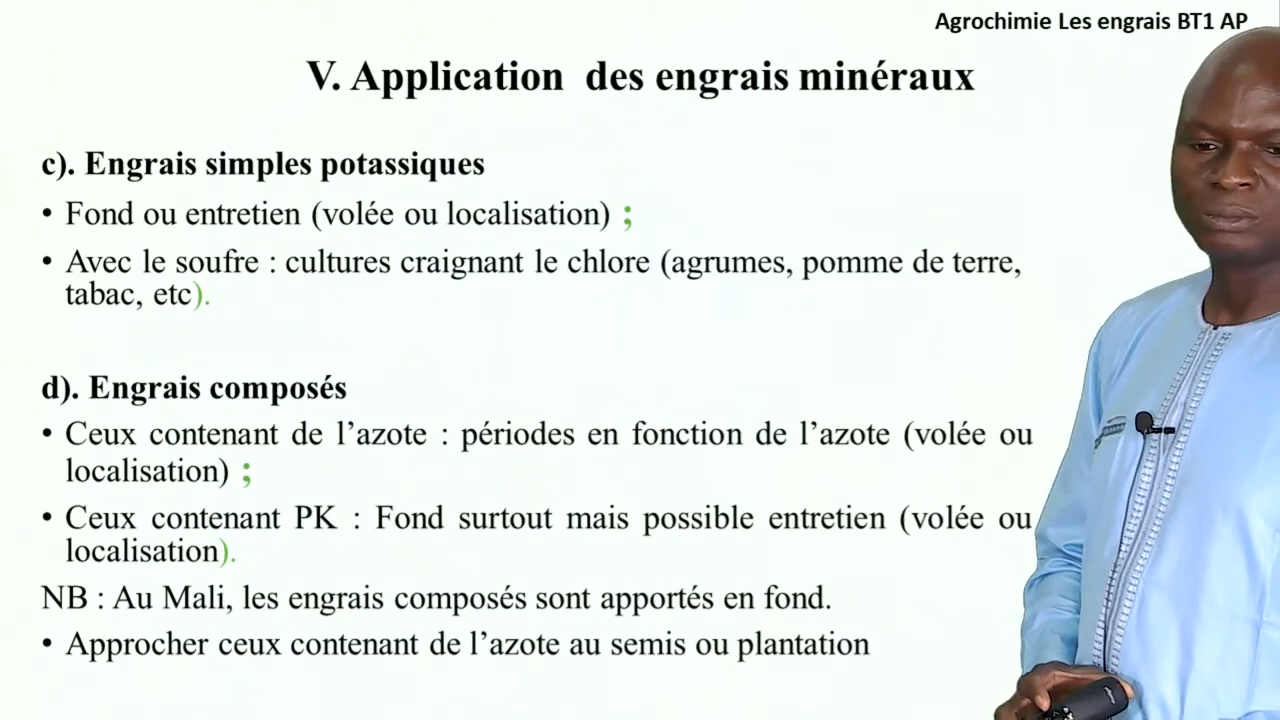 Agrochimie Les engrais BT1 AP
V. Application des engrais minéraux
c). Engrais simples potassiques
• Fond ou entretien (volée ou localisation) ;
• Avec le soufre : cultures craignant le chlore (agrumes, pomme de terre,
tabac, etc).
d). Engrais composés
• Ceux contenant de l’azote : périodes en fonction de l’azote (volée ou
localisation) ;
• Ceux contenant PK : Fond surtout mais possible entretien (volée ou
localisation).
NB : Au Mali, les engrais composés sont apportés en fond.
• Approcher ceux contenant de l’azote au semis ou plantation